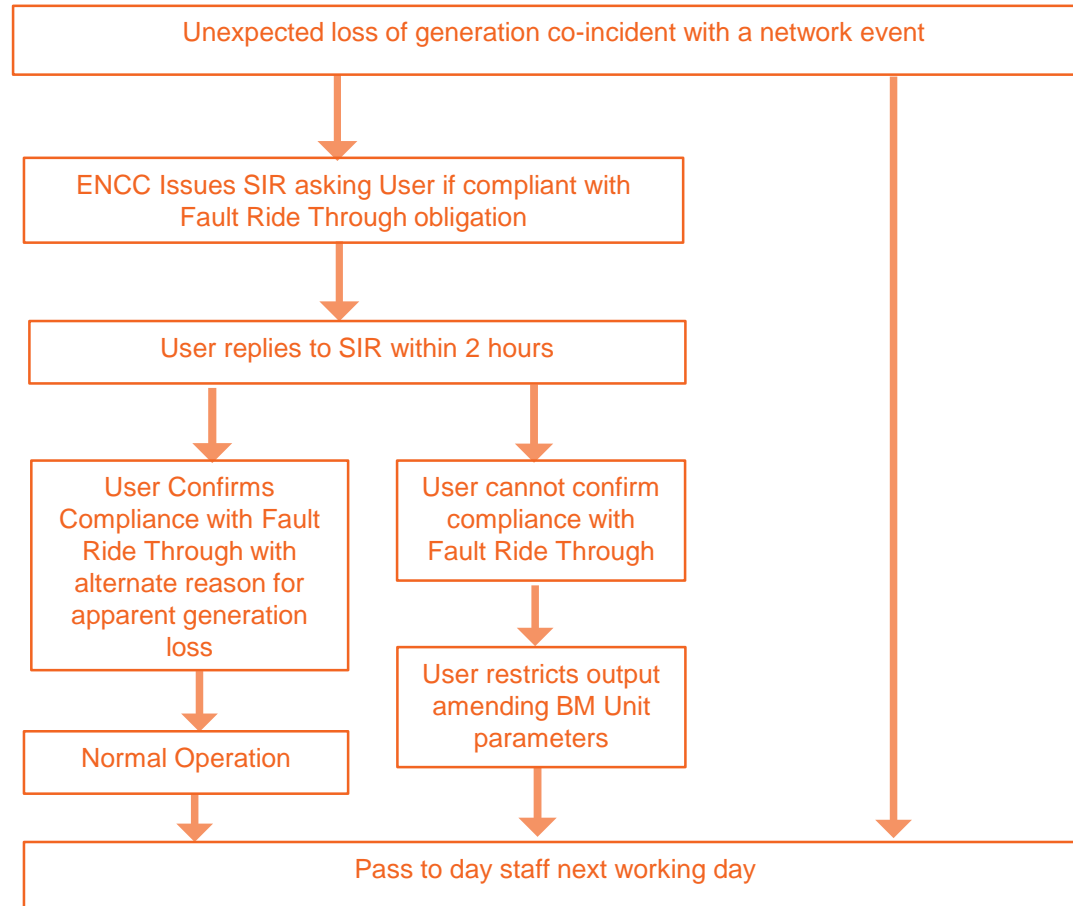 Unexpected loss of generation co-incident with a network event
ENCC Issues SIR asking User if compliant with
Fault Ride Through obligation
User replies to SIR within 2 hours
User Confirms
Compliance with Fault
Ride Through with
alternate reason for
apparent generation
loss
User cannot confirm
compliance with
Fault Ride Through
User restricts output
amending BM Unit
parameters
Normal Operation
Pass to day staff next working day